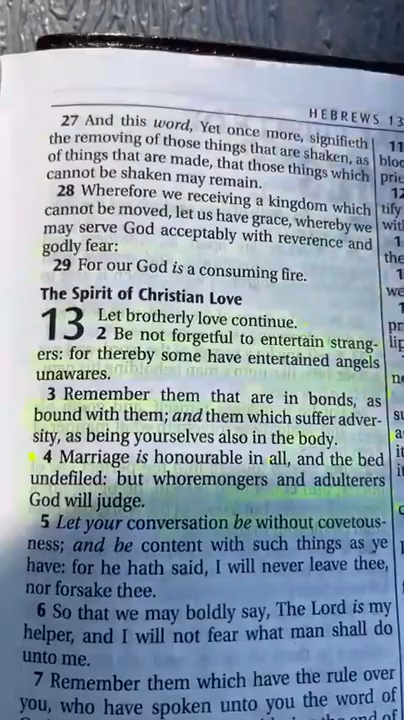 HEBREWS 13
27 And this word, Yet once more, signifieth
the removing of those things that are shaken, as
of things that are made, that those things which
cannot be shaken may remain.
28 Wherefore we receiving a kingdom which
cannot be moved, let us have grace, whereby we
may serve God acceptably with reverence and
godly fear:
29 For our God is a consuming fire.
The Spirit of Christian Love
13 Let brotherly love continue.
2 Be not forgetful to entertain strang-
ers: for thereby some have entertained angels
unawares.
3 Remember them that are in bonds, as
bound with them; and them which suffer adver-
sity, as being yourselves also in the body.
4 Marriage is honourable in all, and the bed
undefiled: but whoremongers and adulterers
God will judge.
5 Let your conversation be without covetous-
ness; and be content with such things as ye
have: for he hath said, I will never leave thee,
nor forsake thee.
6 So that we may boldly say, The Lord is my
helper, and I will not fear what man shall do
unto me.
7 Remember them which have the rule over
you, who have spoken unto you the word of